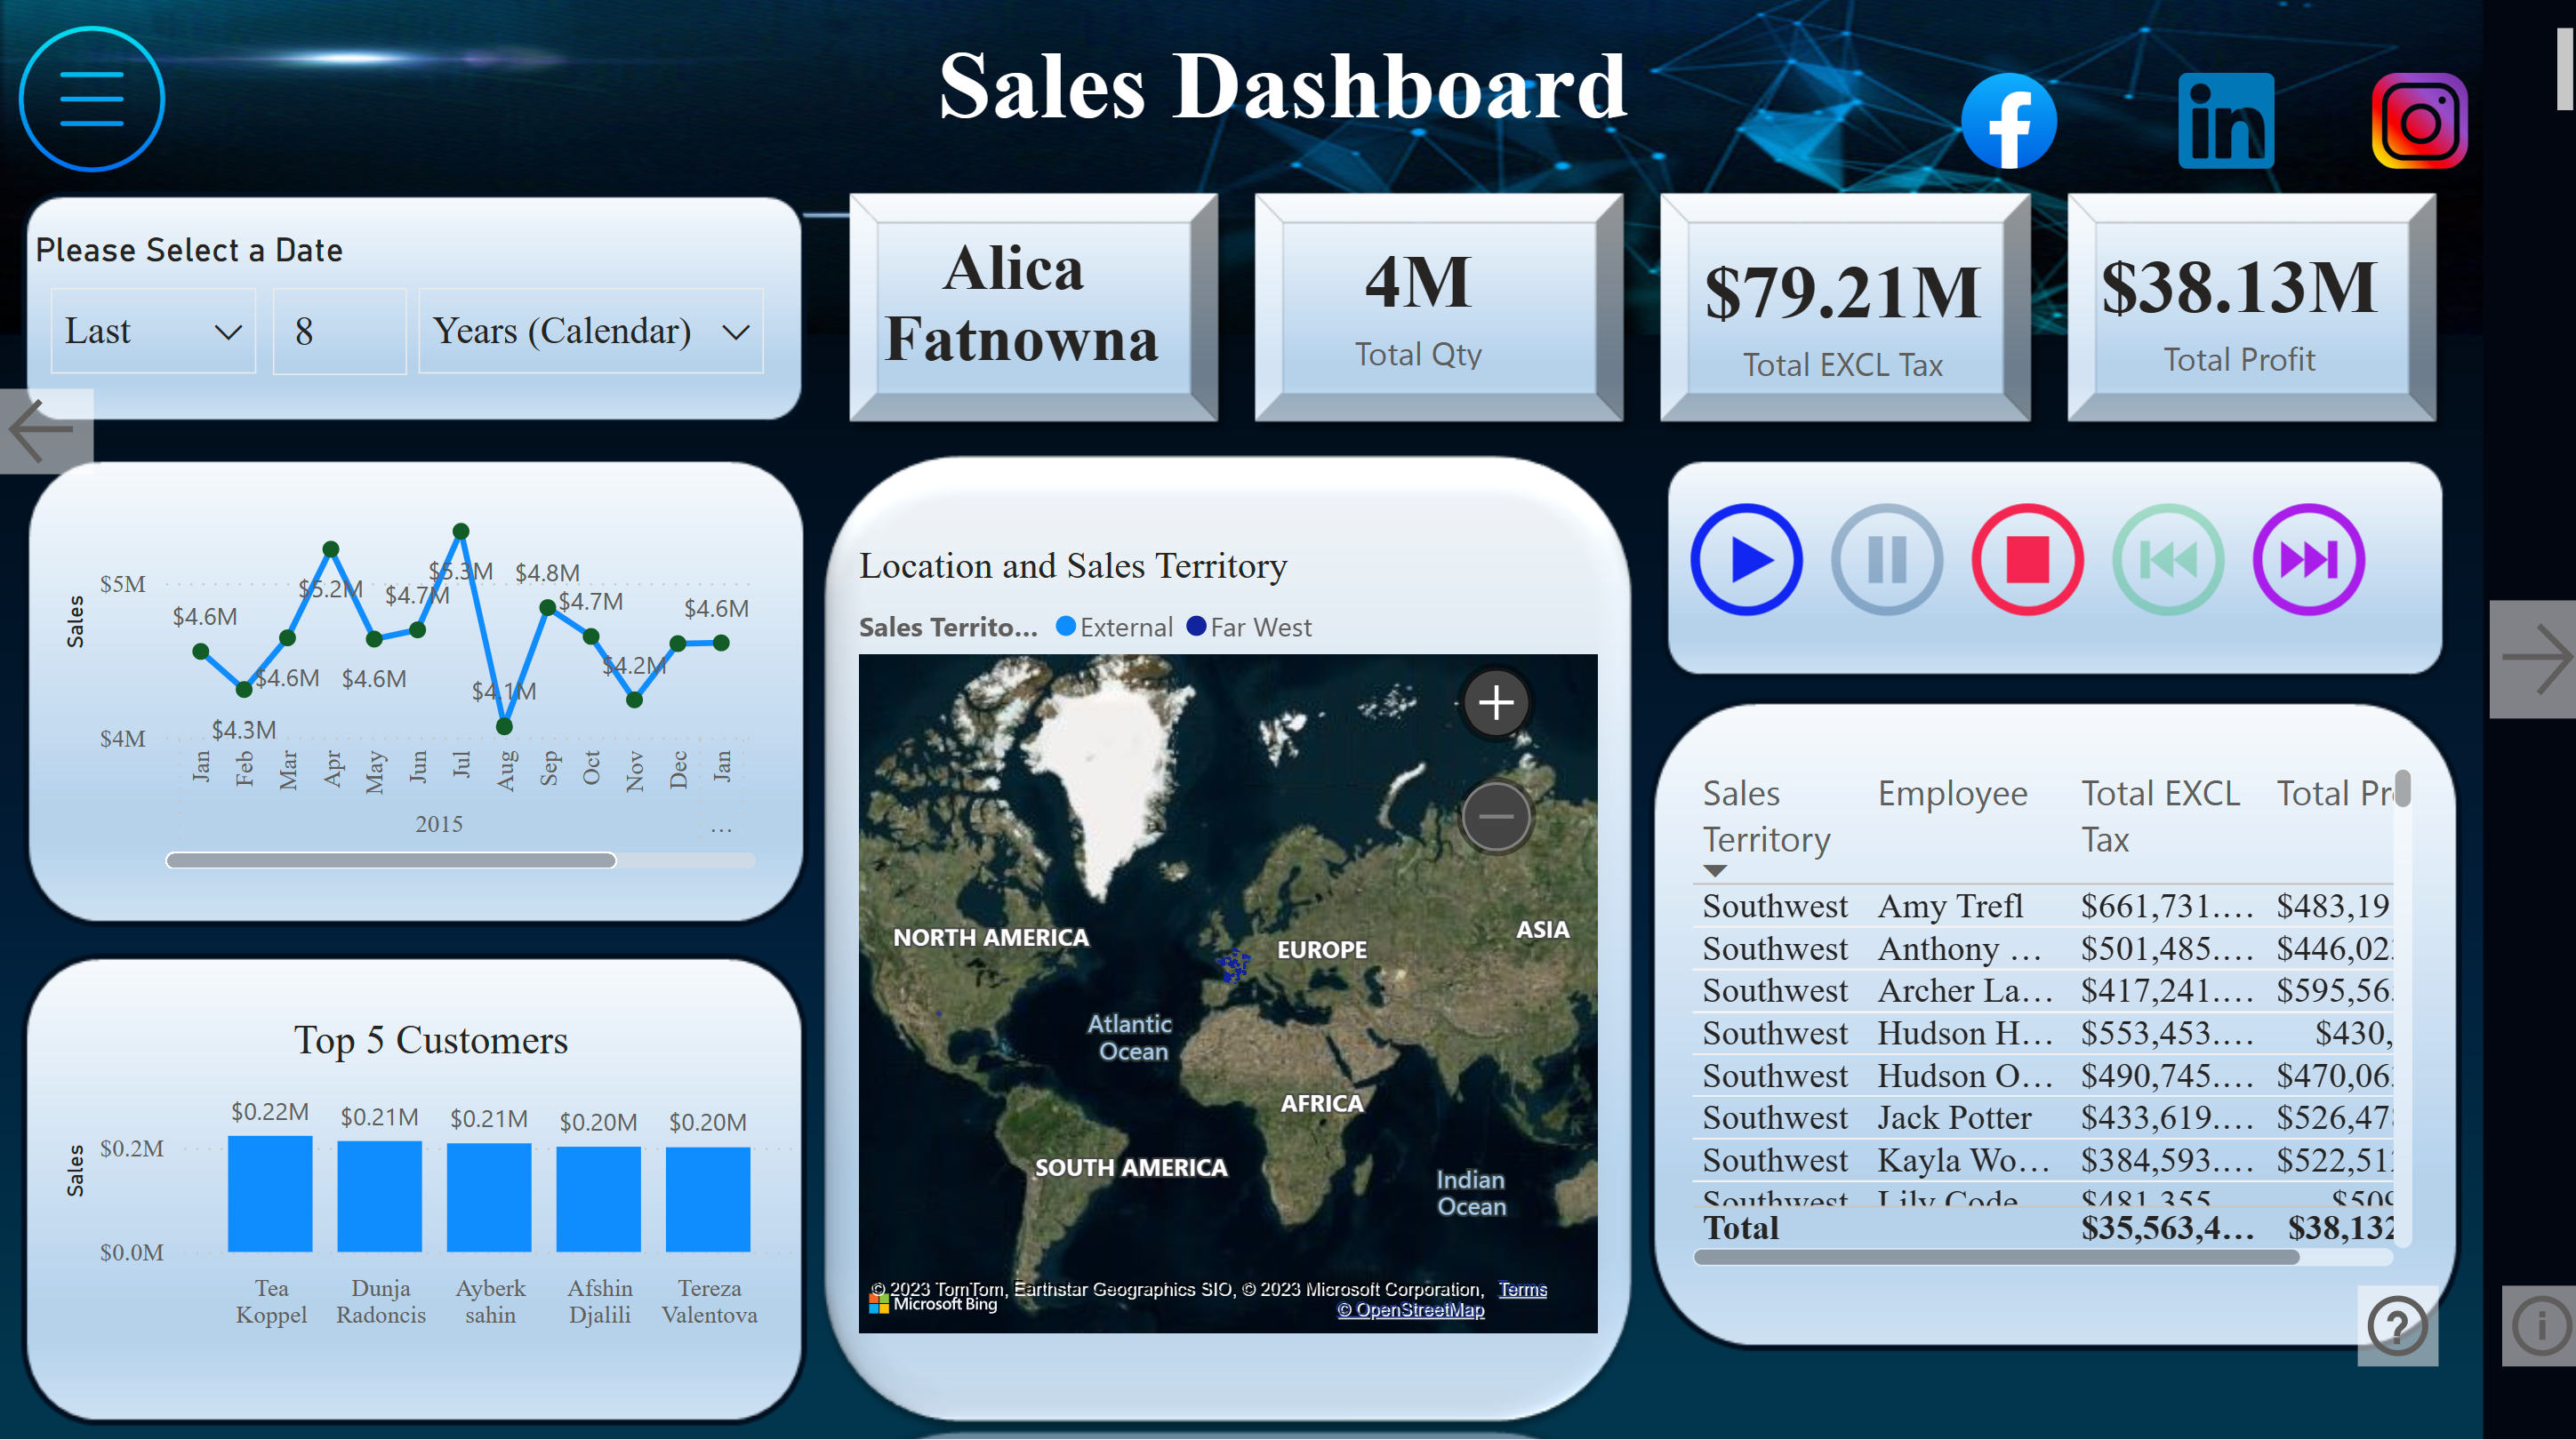 Sales Dashboard
Please Select a Date
Last
8
Years (Calendar)
Alica
Fatnowna
4M
Total Qty
$79.21M
Total EXCL Tax
$38.13M
Total Profit
Sales
$5M
$4M
$4.6M
$4.3M
$4.6M
$5.2M
$4.6M
$4.7M
$5.3M
$4.1M
$4.8M
$4.7M
$4.2M
$4.6M
Jan
Feb
Mar
Apr
May
Jun
Jul
Aug
Sep
Oct
Nov
Dec
Jan
2015
...
Top 5 Customers
Sales
$0.2M
$0.0M
$0.22M
$0.21M
$0.21M
$0.20M
$0.20M
Tea
Koppel
Dunja
Radoncis
Ayberk
sahin
Afshin
Djalili
Tereza
Valentova
Location and Sales Territory
Sales Territo... External Far West
NORTH AMERICA
EUROPE
ASIA
Atlantic
Ocean
AFRICA
SOUTH AMERICA
Indian
Ocean
© 2023 TomTom, Earthstar Geographics SIO, © 2023 Microsoft Corporation, Terms
Microsoft Bing
© OpenStreetMap
Sales
Territory
Employee
Total EXCL
Tax
Total Pr
Southwest Amy Trefl $661,731.... $483,19
Southwest Anthony ... $501,485.... $446,02
Southwest Archer La... $417,241.... $595,56
Southwest Hudson H... $553,453.... $430,
Southwest Hudson O... $490,745.... $470,06
Southwest Jack Potter $433,619.... $526,47
Southwest Kayla Wo... $384,593.... $522,51
Southwest Lily Code $481,355 $509
Total $35,563,4... $38,132